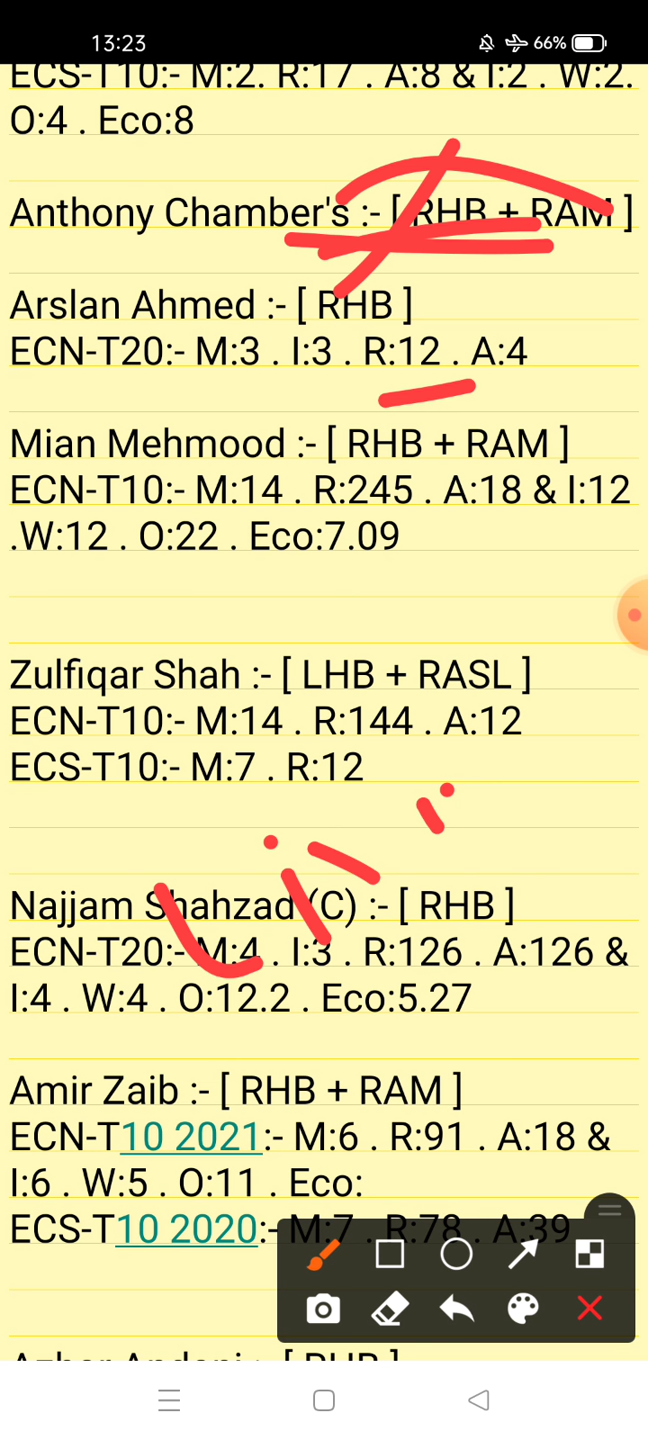 13:23
66%
ECS-T10:- M:2. R:17 . A:8 & I:2 . W:2.
O:4 . Eco:8
Anthony Chamber's :- [ RHB + RAM ]
Arslan Ahmed :- [ RHB ]
ECN-T20:- M:3 . I:3 . R:12 . A:4
Mian Mehmood :- [ RHB + RAM ]
ECN-T10:- M:14 . R:245 . A:18 & I:12
.W:12 . O:22 . Eco:7.09
Zulfiqar Shah :- [ LHB + RASL ]
ECN-T10:- M:14 . R:144 . A:12
ECS-T10:- M:7 . R:12
Najjam Shahzad (C) :- [ RHB ]
ECN-T20:- M:4 . I:3 . R:126 . A:126 &
I:4 . W:4 . O:12.2 . Eco:5.27
Amir Zaib :- [ RHB + RAM ]
ECN-T10 2021:- M:6 . R:91 . A:18 &
I:6 . W:5 . O:11 . Eco:
ECS-T10 2020:- M:7 . R:78 . A:39
[ RHB ]